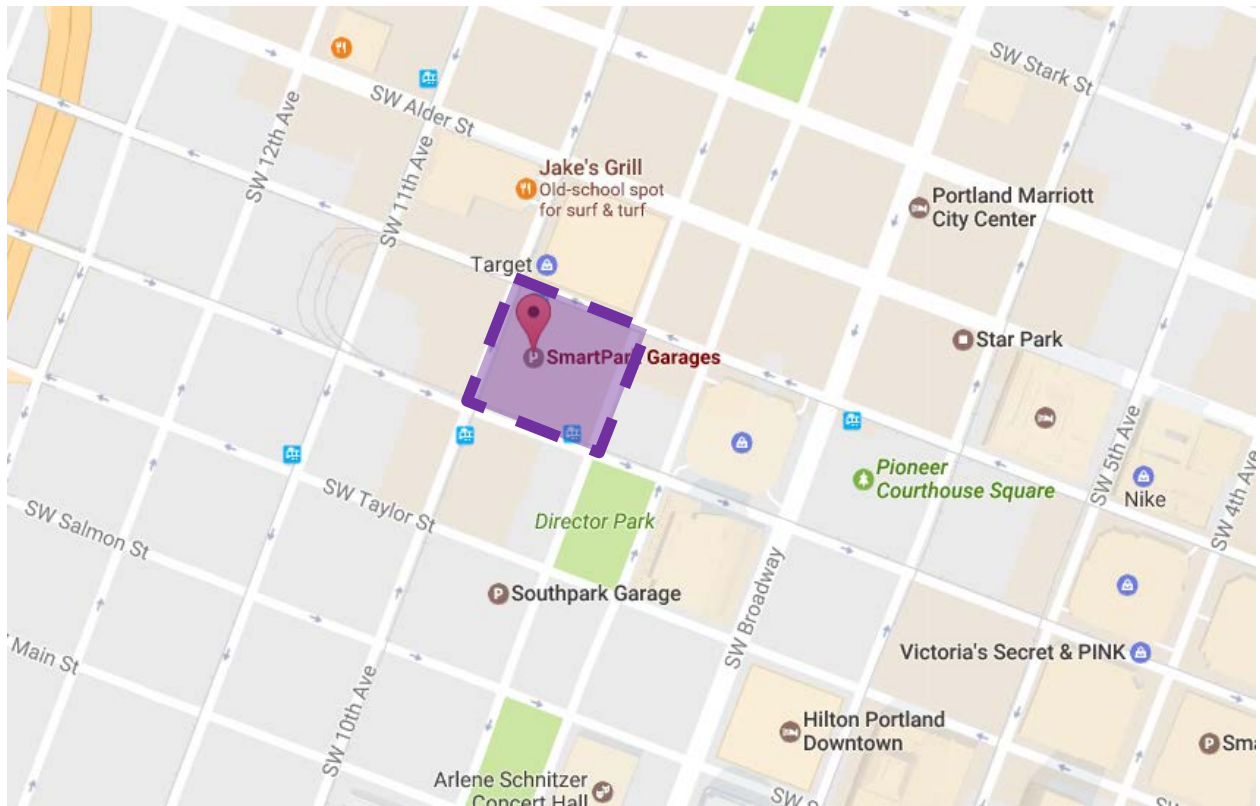 SW Stark St
SW Alder St
SW 12th Ave
SW 11th Ave
Jake's Grill
Old-school spot
for surf & turf
Portland Marriott
City Center
Target
P
SmartPark Garages
Star Park
SW 5th Ave
Pioneer
Courthouse Square
Nike
SW 4th Ave
SW Taylor St
SW Salmon St
Director Park
P
Southpark Garage
SW Broadway
Main St
Victoria's Secret & PINK
SW 10th Ave
Hilton Portland
Downtown
P
Sma
Arlene Schnitzer
Concert Hall
SW